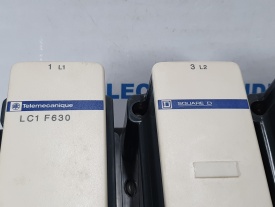 1 L1
3 L2
Telemecanique
SQUARE D
LC1 F630